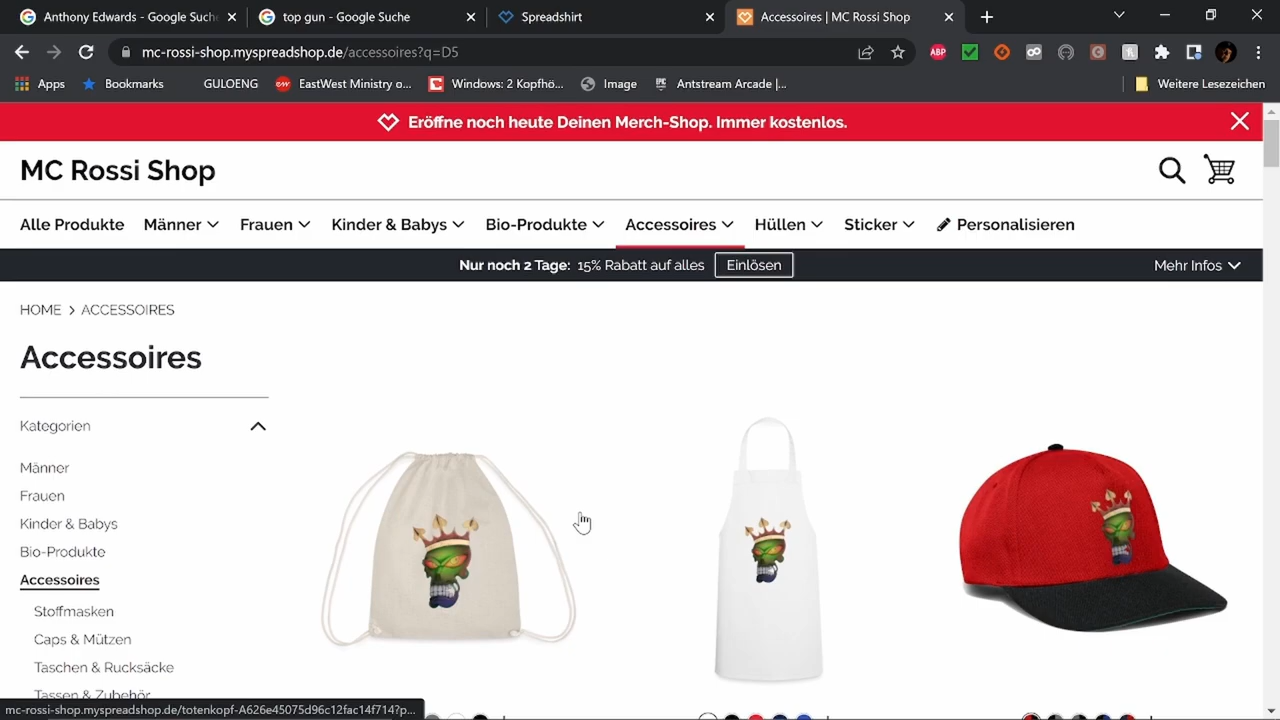 Anthony Edwards - Google Suche
top gun - Google Suche
Spreadshirt
Accessoires | MC Rossi Shop
mc-rossi-shop.myspreadshop.de/accessoires?q=D5
ABP
Apps
Bookmarks
GULOENG
EastWest Ministry o...
Windows: 2 Kopfhö...
Image
Antstream Arcade |...
Weitere Lesezeichen
Eröffne noch heute Deinen Merch-Shop. Immer kostenlos.
MC Rossi Shop
Alle Produkte Männer Frauen Kinder & Babys Bio-Produkte Accessoires Hüllen Sticker Personalisieren
Nur noch 2 Tage: 15% Rabatt auf alles Einlösen Mehr Infos
HOME > ACCESSOIRES
Accessoires
Kategorien
Männer
Frauen
Kinder & Babys
Bio-Produkte
Accessoires
Stoffmasken
Caps & Mützen
Taschen & Rucksäcke
Tassen & Zubehör
mc-rossi-shop.myspreadshop.de/totenkopf-A626e45075d96c12fac14f714?p...